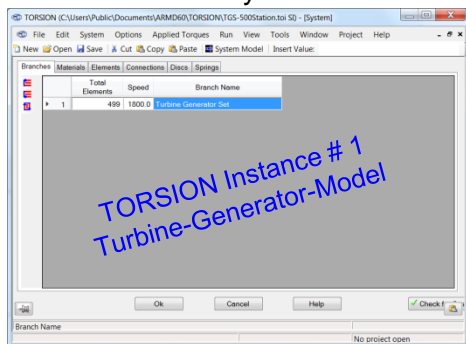 TORSION (C:\Users\Public\Documents\ARMD60\TORSION\TGS-500Station.toi SI) - [System]
File Edit System Options Applied Torques Run View Tools Window Project Help
New Open Save Cut Copy Paste System Model Insert Value:
Branches Materials Elements Connections Discs Springs
Total Elements Speed Branch Name
1 499 1800.0 Turbine Generator Set
TORSION Instance # 1
Turbine-Generator-Model
Ok Cancel Help Check
Branch Name
No project open